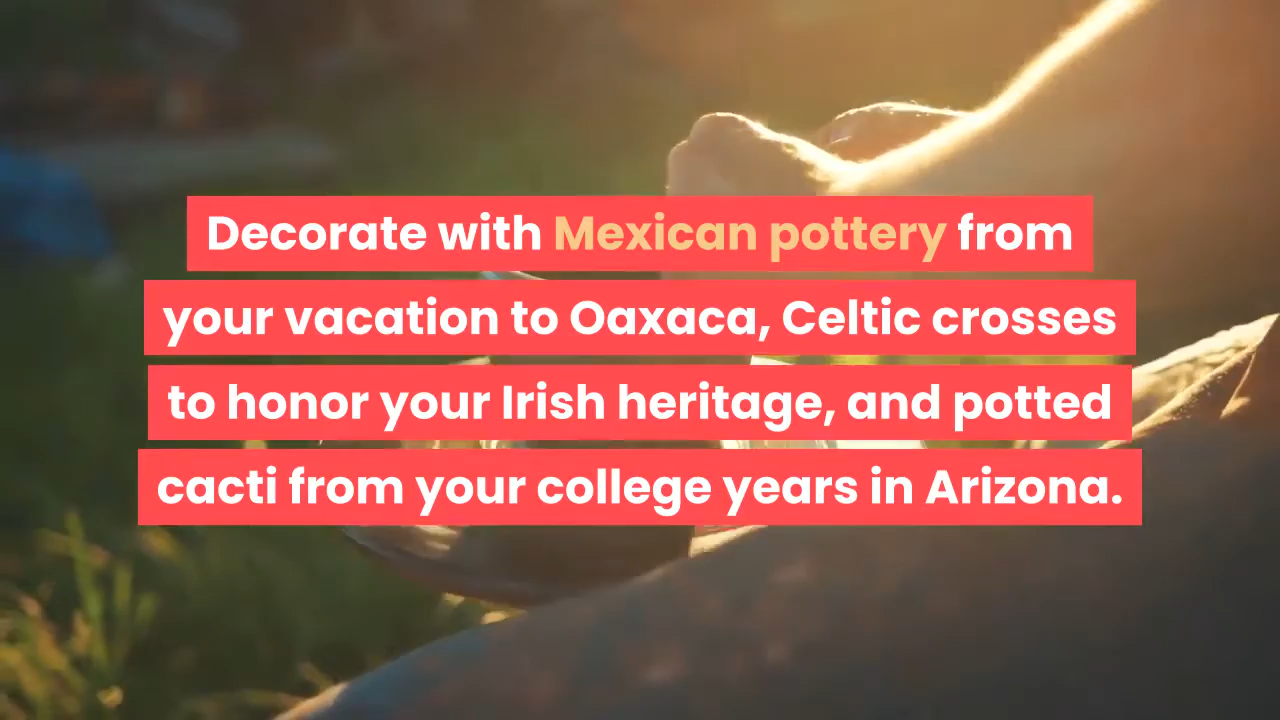 Decorate with Mexican pottery from
your vacation to Oaxaca, Celtic crosses
to honor your Irish heritage, and potted
cacti from your college years in Arizona.